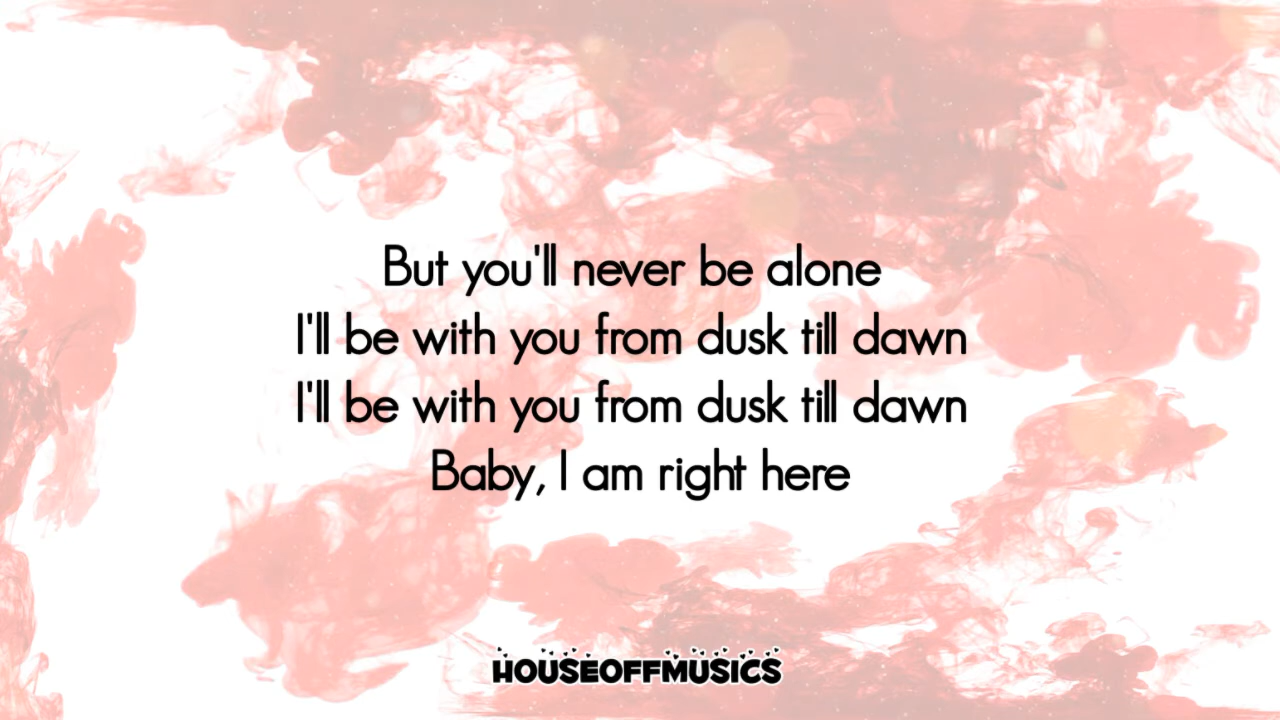 But you'll never be alone
I'll be with you from dusk till dawn
I'll be with you from dusk till dawn
Baby, I am right here
HOUSEOFFMUSICS